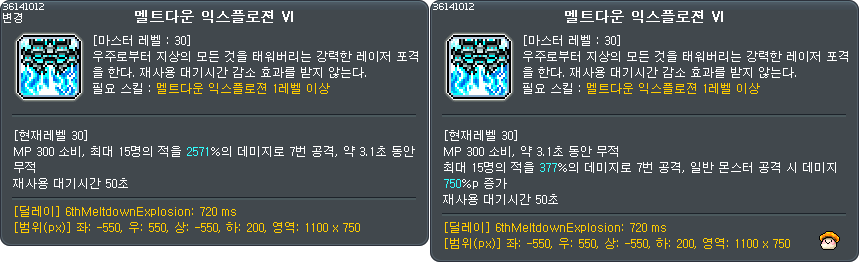 36141012
변경
멜트다운 익스플로젼 VI
[마스터 레벨 : 30]
우주로부터 지상의 모든 것을 태워버리는 강력한 레이저 포격
을 한다. 재사용 대기시간 감소 효과를 받지 않는다.
필요 스킬 : 멜트다운 익스플로젼 1레벨 이상
[현재레벨 30]
MP 300 소비, 최대 15명의 적을 2571%의 데미지로 7번 공격, 약 3.1초 동안
무적
재사용 대기시간 50초
[딜레이] 6thMeltdownExplosion: 720 ms
[범위(px)] 좌: -550, 우: 550, 상: -550, 하: 200, 영역: 1100 x 750
36141012
멜트다운 익스플로젼 VI
[마스터 레벨 : 30]
우주로부터 지상의 모든 것을 태워버리는 강력한 레이저 포격
을 한다. 재사용 대기시간 감소 효과를 받지 않는다.
필요 스킬 : 멜트다운 익스플로젼 1레벨 이상
[현재레벨 30]
MP 300 소비, 약 3.1초 동안 무적
최대 15명의 적을 377%의 데미지로 7번 공격, 일반 몬스터 공격 시 데미지
750%p 증가
재사용 대기시간 50초
[딜레이] 6thMeltdownExplosion: 720 ms
[범위(px)] 좌: -550, 우: 550, 상: -550, 하: 200, 영역: 1100 x 750